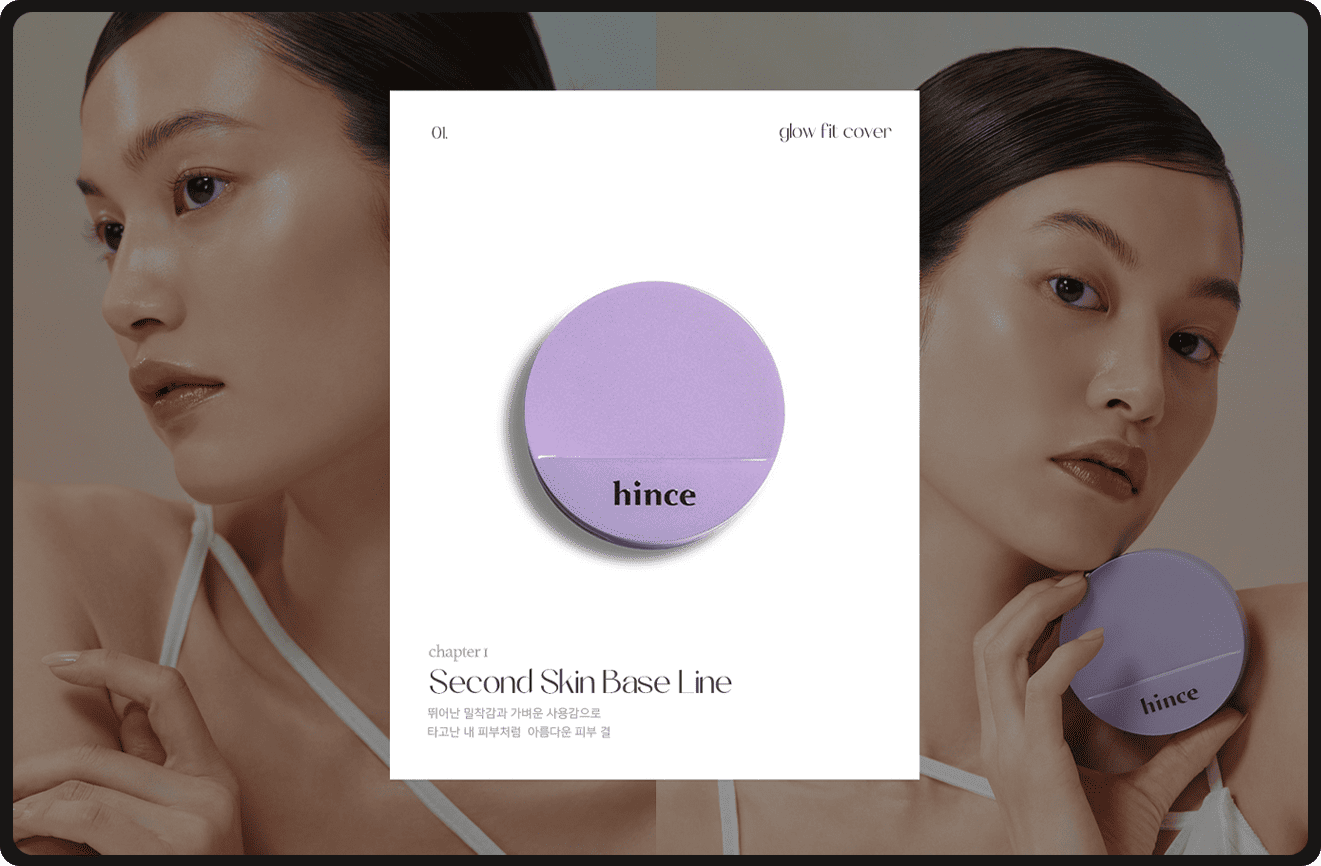 01.
glow fit cover
hince
chapter 1
Second Skin Base Line
뛰어난 밀착감과 가벼운 사용감으로
타고난 내 피부처럼 아름다운 피부 결
hince